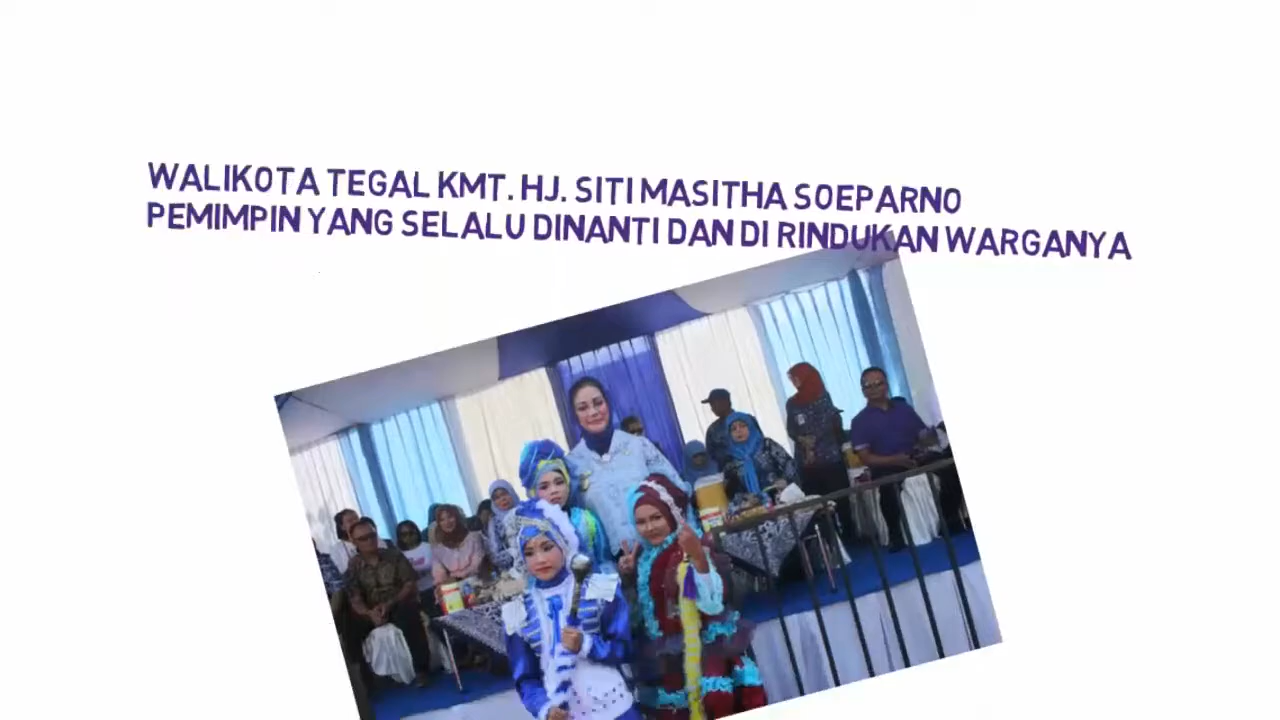 WALIKOTA TEGAL KMT. HJ. SITI MASITHA SOEPARNO
PEMIMPIN YANG SELALU DINANTI DAN DI RINDUKAN WARGANYA